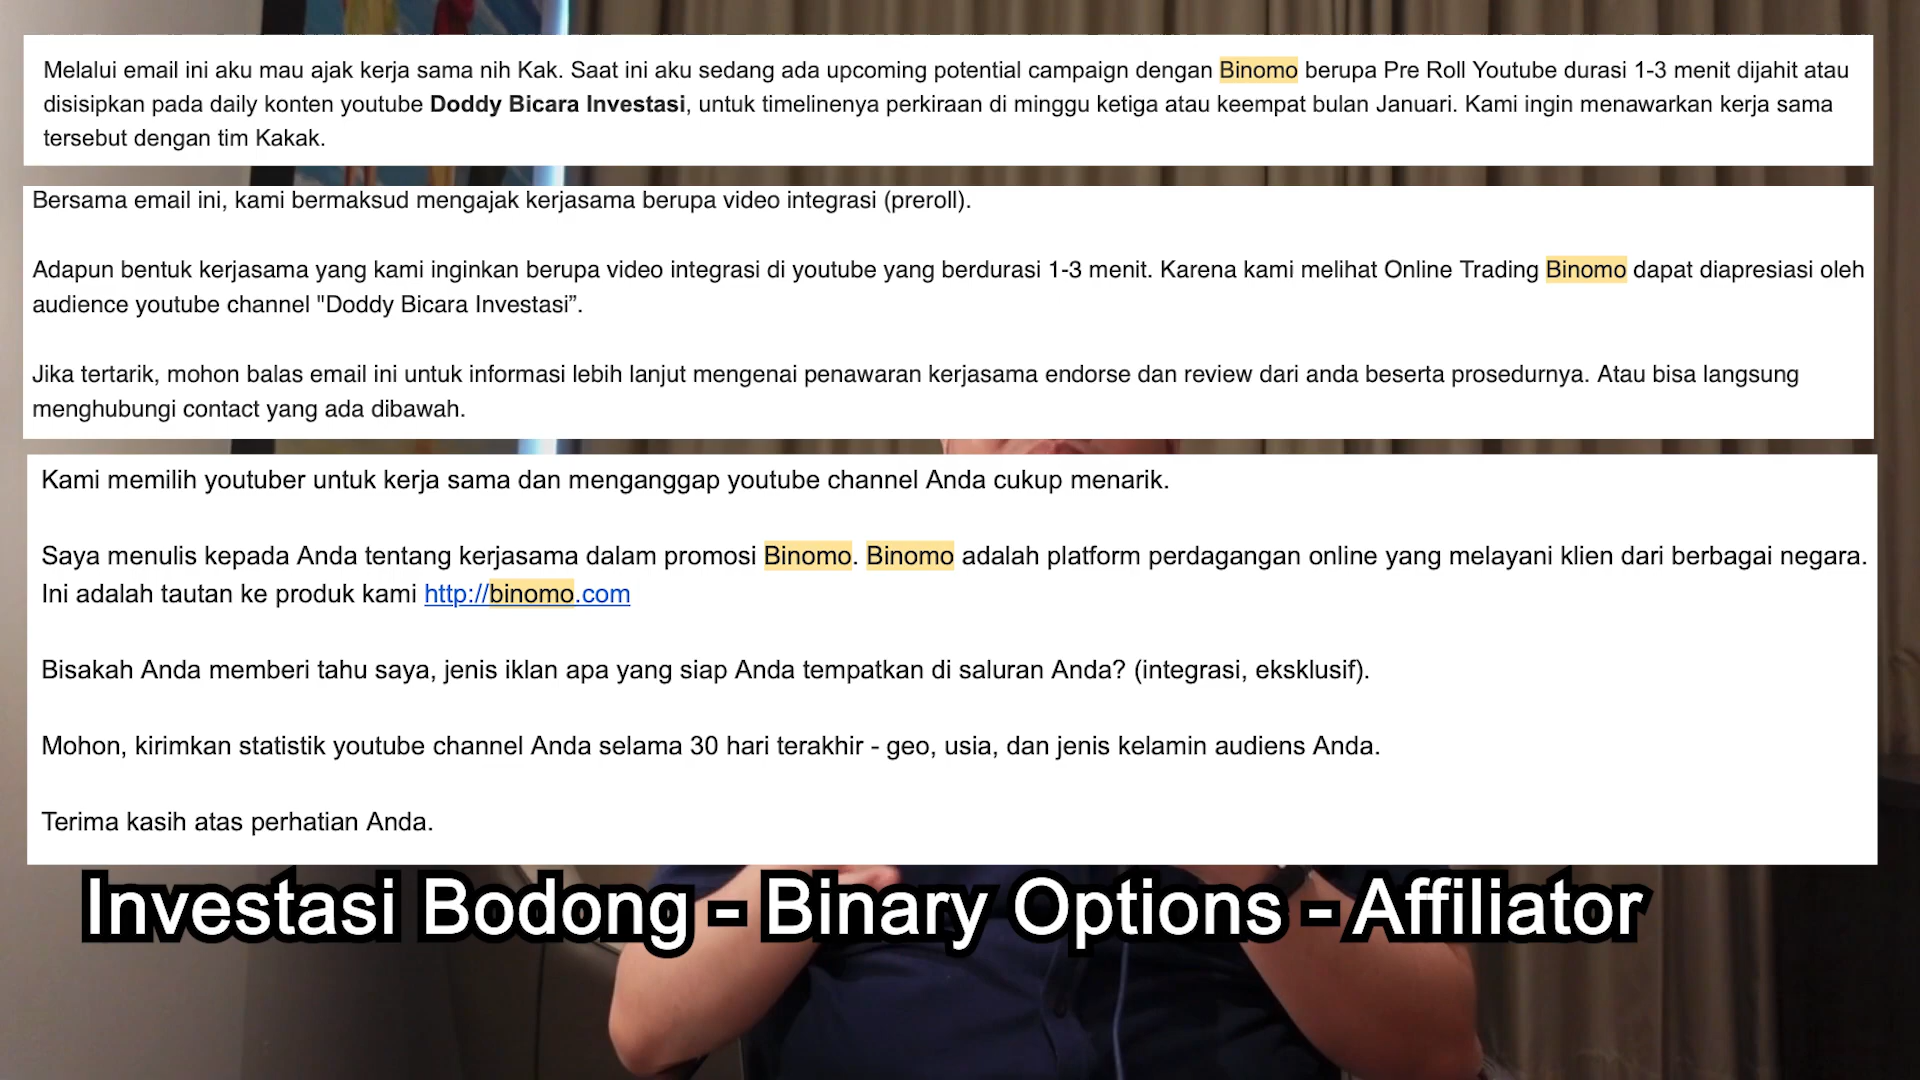 Melalui email ini aku mau ajak kerja sama nih Kak. Saat ini aku sedang ada upcoming potential campaign dengan Binomo berupa Pre Roll Youtube durasi 1-3 menit dijahit atau
disisipkan pada daily konten youtube Doddy Bicara Investasi, untuk timelinenya perkiraan di minggu ketiga atau keempat bulan Januari. Kami ingin menawarkan kerja sama
tersebut dengan tim Kakak.
Bersama email ini, kami bermaksud mengajak kerjasama berupa video integrasi (preroll).
Adapun bentuk kerjasama yang kami inginkan berupa video integrasi di youtube yang berdurasi 1-3 menit. Karena kami melihat Online Trading Binomo dapat diapresiasi oleh
audience youtube channel "Doddy Bicara Investasi”.
Jika tertarik, mohon balas email ini untuk informasi lebih lanjut mengenai penawaran kerjasama endorse dan review dari anda beserta prosedurnya. Atau bisa langsung
menghubungi contact yang ada dibawah.
Kami memilih youtuber untuk kerja sama dan menganggap youtube channel Anda cukup menarik.
Saya menulis kepada Anda tentang kerjasama dalam promosi Binomo. Binomo adalah platform perdagangan online yang melayani klien dari berbagai negara.
Ini adalah tautan ke produk kami http://binomo.com
Bisakah Anda memberi tahu saya, jenis iklan apa yang siap Anda tempatkan di saluran Anda? (integrasi, eksklusif).
Mohon, kirimkan statistik youtube channel Anda selama 30 hari terakhir - geo, usia, dan jenis kelamin audiens Anda.
Terima kasih atas perhatian Anda.
Investasi Bodong - Binary Options - Affiliator